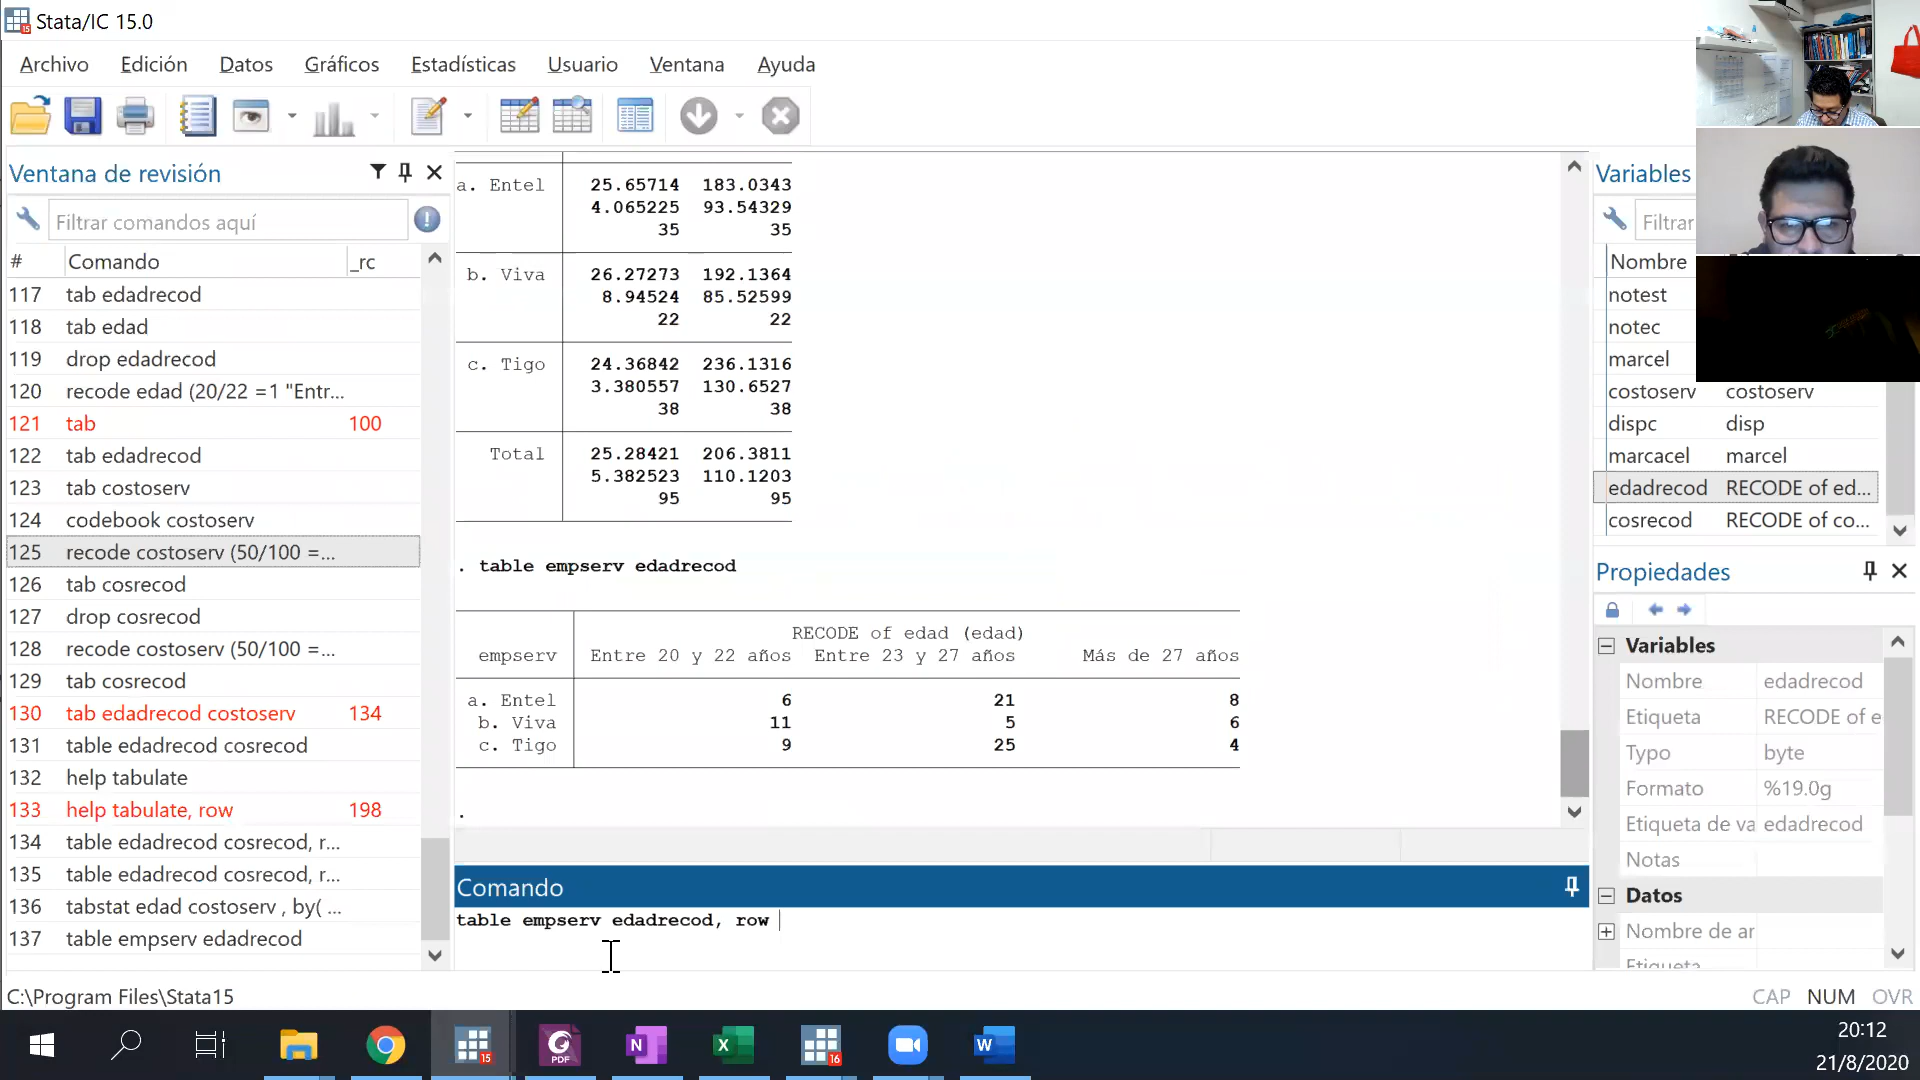 Stata/IC 15.0
Archivo Edición Datos Gráficos Estadísticas Usuario Ventana Ayuda
Ventana de revisión
Filtrar comandos aquí
# Comando _rc
117 tab edadrecod
118 tab edad
119 drop edadrecod
120 recode edad (20/22 =1 "Entr...
121 tab 100
122 tab edadrecod
123 tab costoserv
124 codebook costoserv
125 recode costoserv (50/100 =...
126 tab cosrecod
127 drop cosrecod
128 recode costoserv (50/100 =...
129 tab cosrecod
130 tab edadrecod costoserv 134
131 table edadrecod cosrecod
132 help tabulate
133 help tabulate, row 198
134 table edadrecod cosrecod, r...
135 table edadrecod cosrecod, r...
136 tabstat edad costoserv , by( ...
137 table empserv edadrecod
a. Entel 25.65714 183.0343
4.065225 93.54329
35 35
b. Viva 26.27273 192.1364
8.94524 85.52599
22 22
c. Tigo 24.36842 236.1316
3.380557 130.6527
38 38
Total 25.28421 206.3811
5.382523 110.1203
95 95
. table empserv edadrecod
RECODE of edad (edad)
empserv Entre 20 y 22 años Entre 23 y 27 años Más de 27 años
a. Entel 6 21 8
b. Viva 11 5 6
c. Tigo 9 25 4
.
Comando
table empserv edadrecod, row
Variables
Filtrar
Nombre
notest
notec
marcel
costoserv costoserv
dispc disp
marcacel marcel
edadrecod RECODE of ed...
cosrecod RECODE of co...
Propiedades
Variables
Nombre edadrecod
Etiqueta RECODE of e
Typo byte
Formato %19.0g
Etiqueta de va edadrecod
Notas
Datos
Nombre de ar
Etiqueta
C:\Program Files\Stata15
CAP NUM OVR
15
PDF
N
X
16
W
20:12
21/8/2020